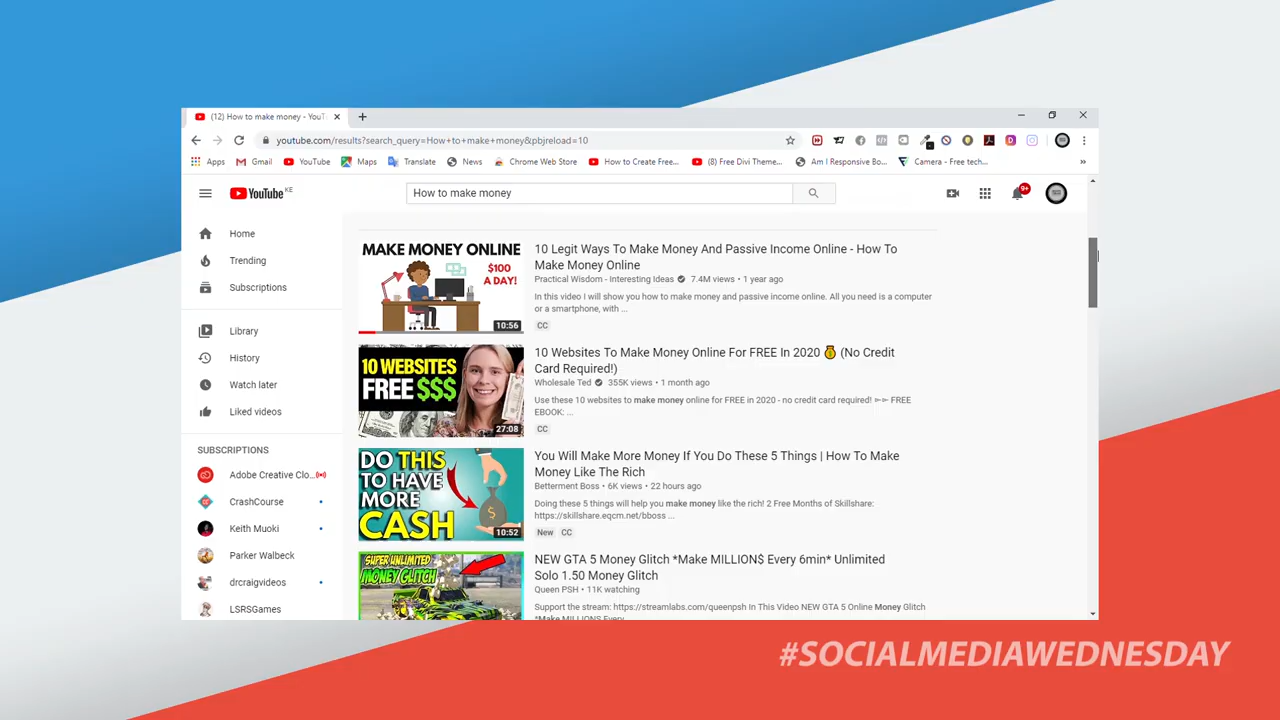 (12) How to make money - YouT
youtube.com/results?search_query=How+to+make+money&pbjreload=10
Apps
Gmail
YouTube
Maps
Translate
News
Chrome Web Store
How to Create Free...
(8) Free Divi Theme...
Am I Responsive Bo...
Camera - Free tech...
YouTube KE
How to make money
9+
Home
Trending
Subscriptions
Library
History
Watch later
Liked videos
SUBSCRIPTIONS
Adobe Creative Clo...
CrashCourse
Keith Muoki
Parker Walbeck
drcraigvideos
LSRSGames
MAKE MONEY ONLINE
$100
A DAY!
10:56
10 Legit Ways To Make Money And Passive Income Online - How To
Make Money Online
Practical Wisdom - Interesting Ideas 7.4M views • 1 year ago
In this video I will show you how to make money and passive income online. All you need is a computer
or a smartphone, with ...
CC
10 WEBSITES
FREE $$$
27:08
10 Websites To Make Money Online For FREE In 2020 💰 (No Credit
Card Required!)
Wholesale Ted 355K views • 1 month ago
Use these 10 websites to make money online for FREE in 2020 - no credit card required! ►► FREE
EBOOK: ...
CC
DO THIS
TO HAVE
MORE
CASH
$
10:52
You Will Make More Money If You Do These 5 Things | How To Make
Money Like The Rich
Betterment Boss • 6K views • 22 hours ago
Doing these 5 things will help you make money like the rich! 2 Free Months of Skillshare:
https://skillshare.eqcm.net/bboss ...
New CC
SUPER UNLIMITED
MONEY GLITCH
NEW GTA 5 Money Glitch *Make MILLION$ Every 6min* Unlimited
Solo 1.50 Money Glitch
Queen PSH • 11K watching
Support the stream: https://streamlabs.com/queenpsh In This Video NEW GTA 5 Online Money Glitch
*Make MILLIONS Every
#SOCIALMEDIAWEDNESDAY